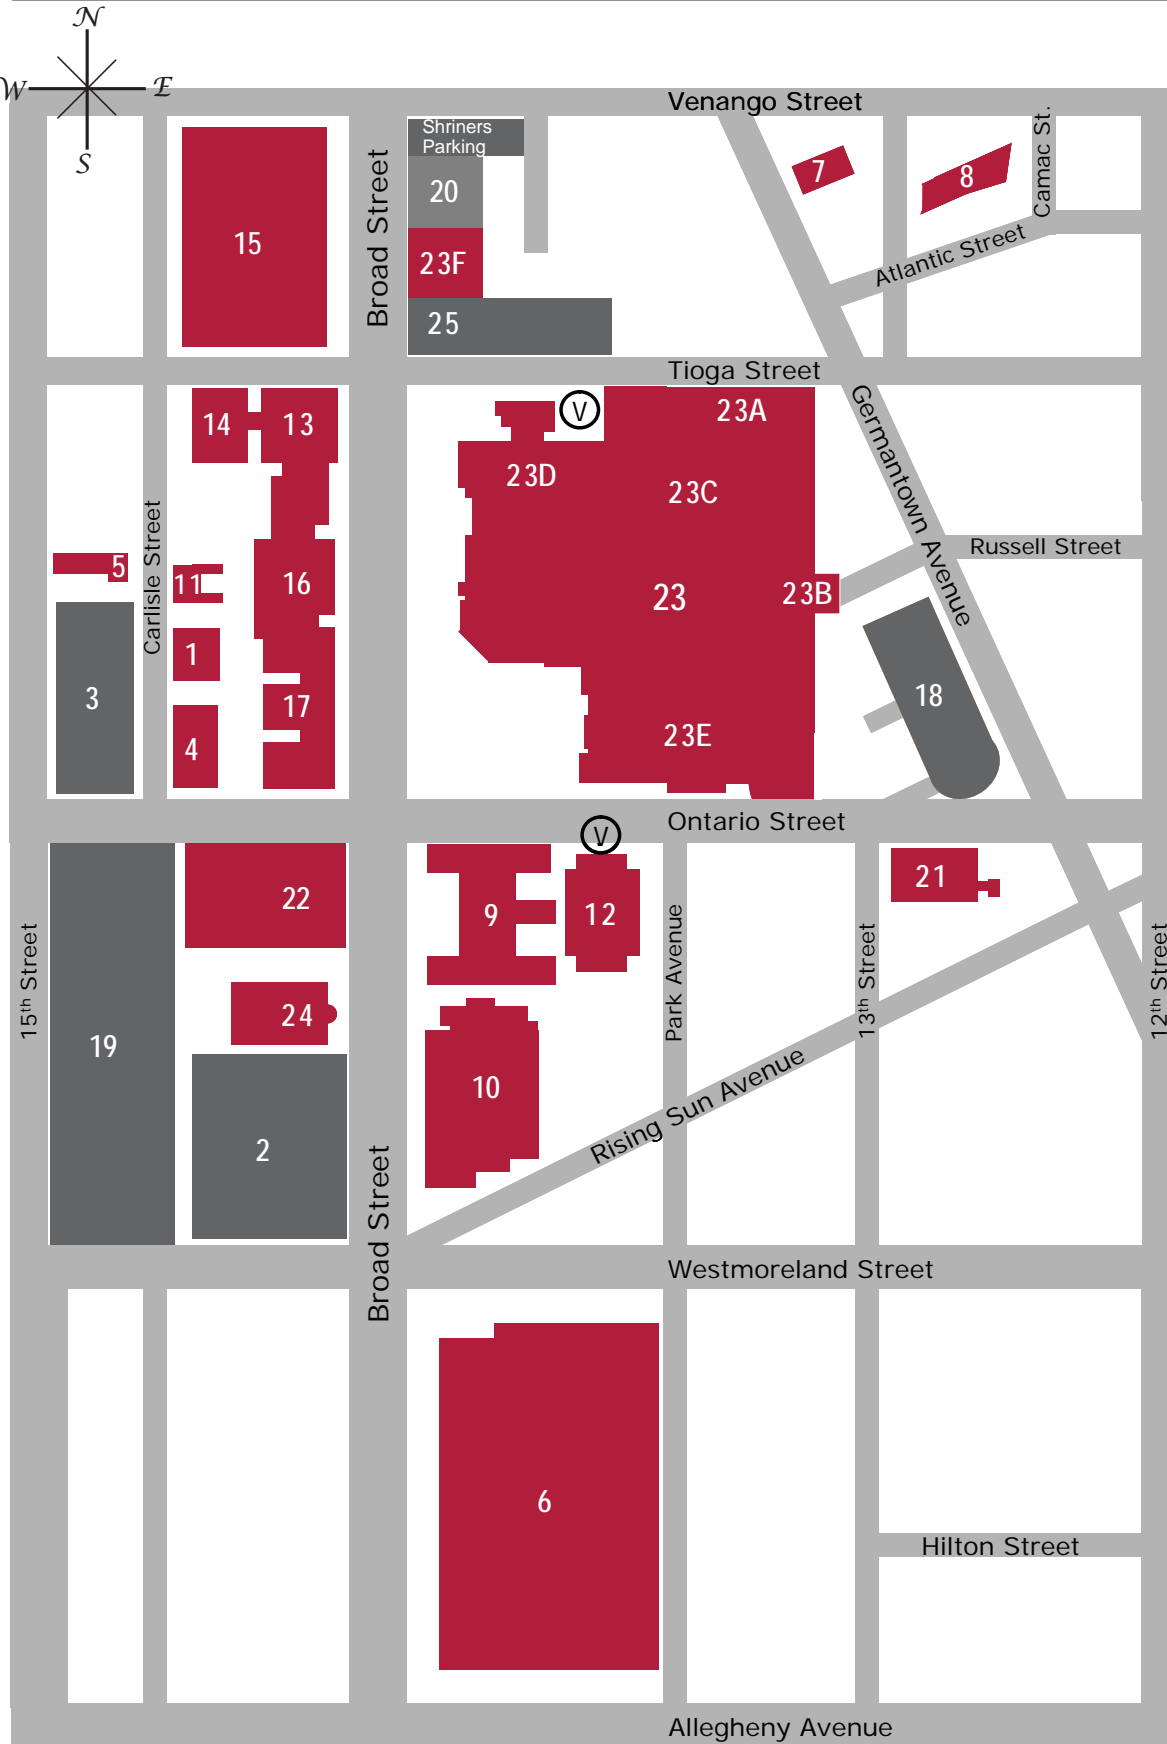 N
W E
S
Venango Street
Shriners
Parking
Camac St.
7
8
20
Broad Street
15
23F
Atlantic Street
25
Tioga Street
V
23A
14
13
Germantown Avenue
23D
23C
Carlisle Street
Russell Street
5
11
16
23
23B
1
3
17
18
4
23E
Ontario Street
V
22
21
9
12
15th Street
Park Avenue
13th Street
12th Street
24
19
10
Rising Sun Avenue
2
Broad Street
Westmoreland Street
6
Hilton Street
Allegheny Avenue